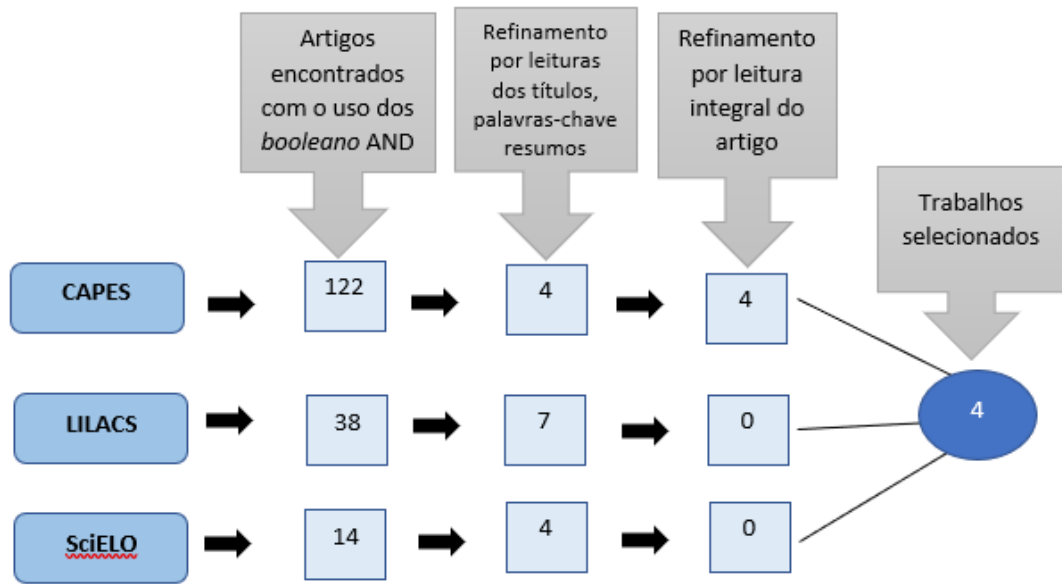 Artigos
encontrados
com o uso dos
booleano AND
Refinamento
por leituras
dos títulos,
palavras-chave
resumos
Refinamento
por leitura
integral do
artigo
Trabalhos
selecionados
CAPES
122
4
4
LILACS
38
7
0
4
SciELO
14
4
0